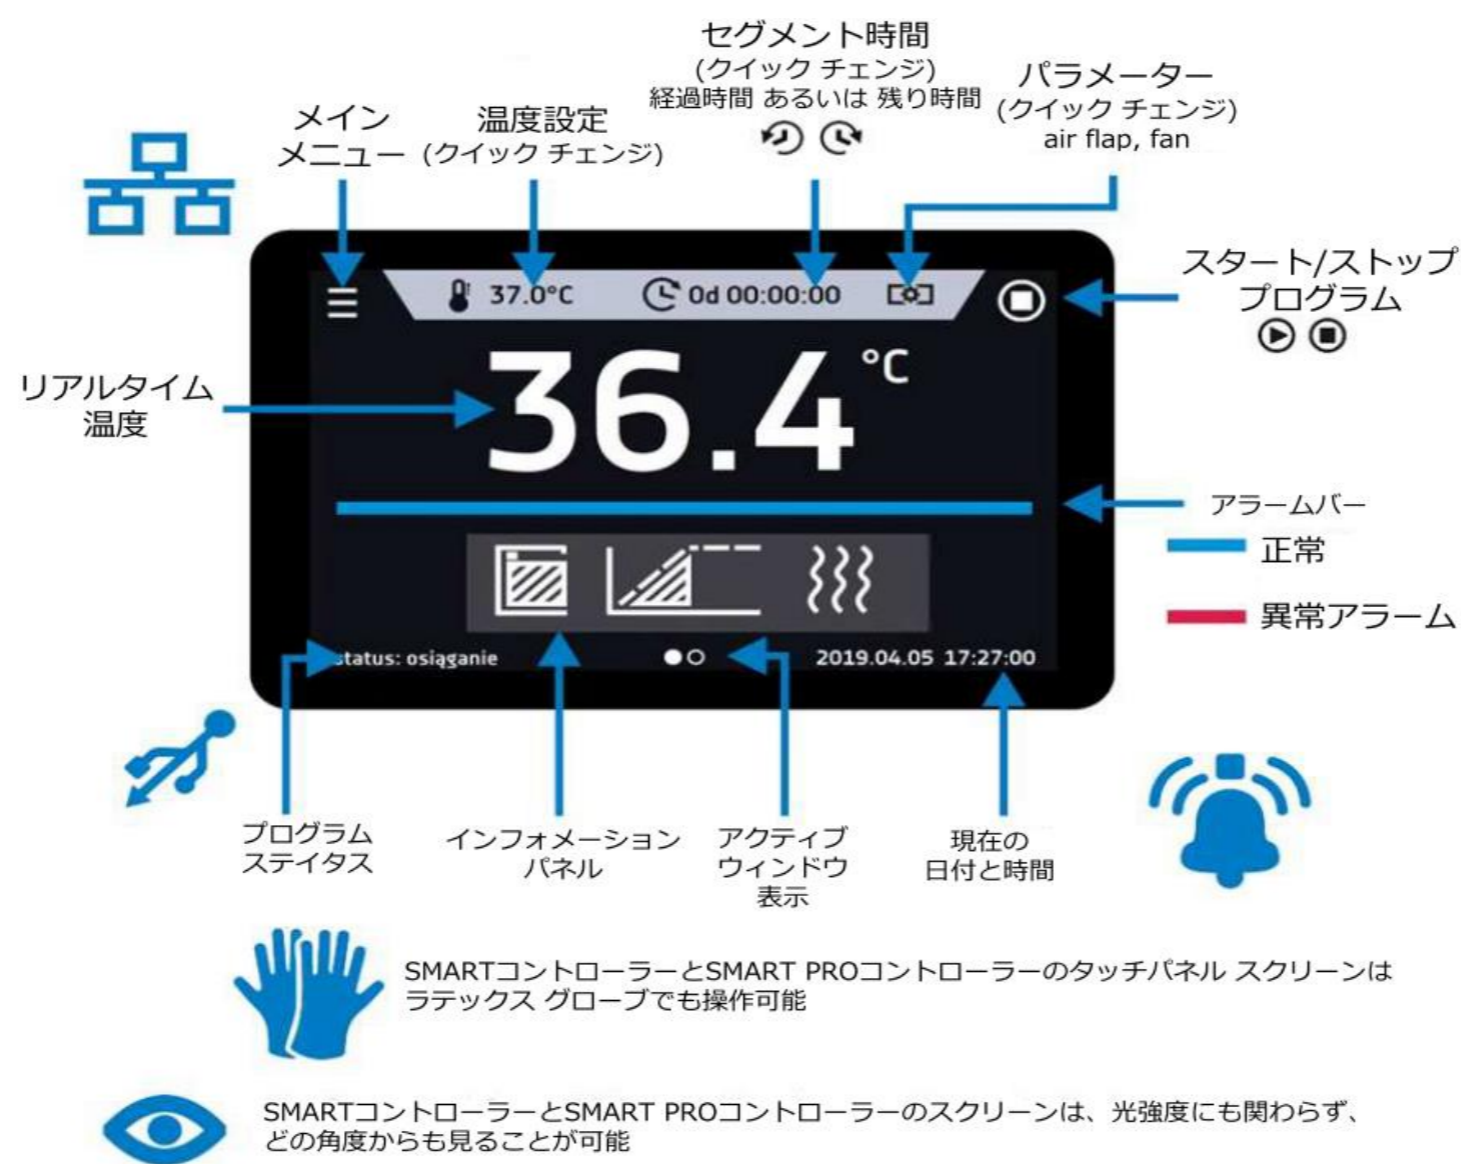 セグメント時間
(クイック チェンジ)
経過時間 あるいは 残り時間
パラメーター
(クイック チェンジ)
air flap, fan
メイン
メニュー
温度設定
(クイック チェンジ)
スタート/ストップ
プログラム
37.0°C
0d 00:00:00
36.4 °C
リアルタイム
温度
アラームバー
正常
異常アラーム
status: osiąganie
2019.04.05 17:27:00
プログラム
ステイタス
インフォメーション
パネル
アクティブ
ウィンドウ
表示
現在の
日付と時間
SMARTコントローラーとSMART PROコントローラーのタッチパネル スクリーンは
ラテックス グローブでも操作可能
SMARTコントローラーとSMART PROコントローラーのスクリーンは、光強度にも関わらず、
どの角度からも見ることが可能